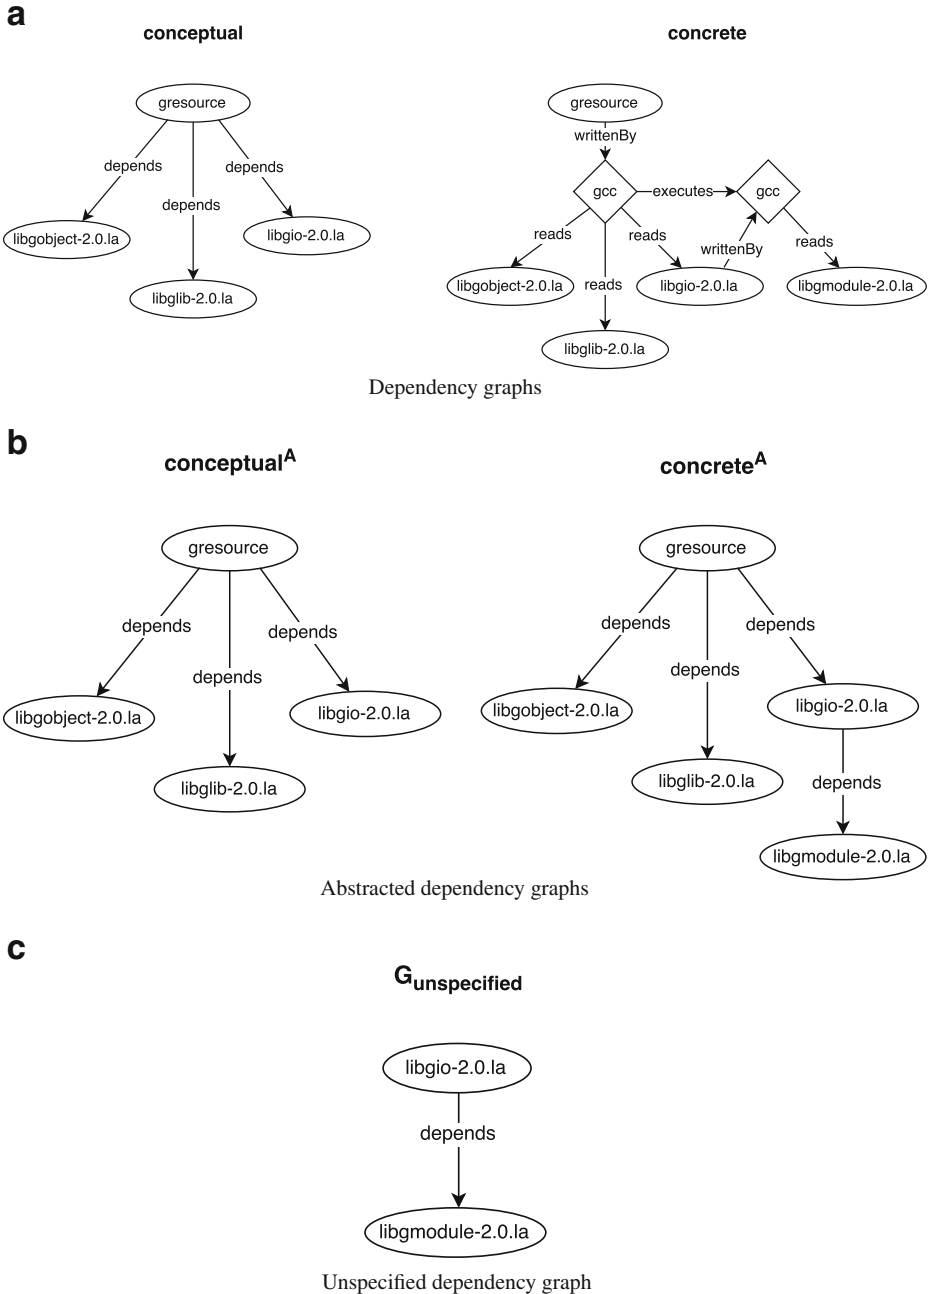 a
conceptual
concrete
gresource
depends
depends
depends
libgobject-2.0.la
libgio-2.0.la
libglib-2.0.la
gresource
writtenBy
gcc
executes
gcc
reads
reads
writtenBy
reads
libgobject-2.0.la
reads
libgio-2.0.la
libgmodule-2.0.la
libglib-2.0.la
Dependency graphs
b
conceptualA
concreteA
gresource
depends
depends
depends
libgobject-2.0.la
libgio-2.0.la
libglib-2.0.la
gresource
depends
depends
depends
libgobject-2.0.la
libgio-2.0.la
libglib-2.0.la
depends
libgmodule-2.0.la
Abstracted dependency graphs
c
Gunspecified
libgio-2.0.la
depends
libgmodule-2.0.la
Unspecified dependency graph